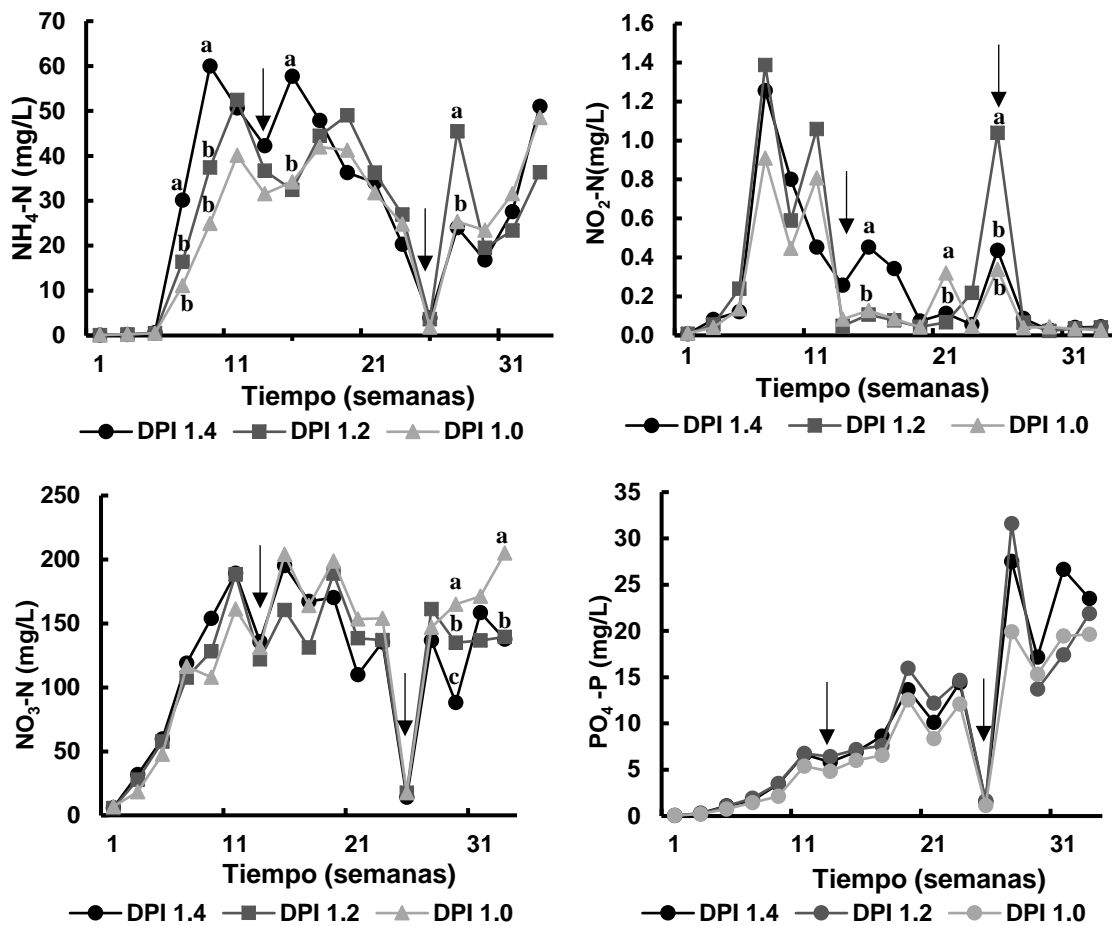 NH₄-N (mg/L)
70
60
50
40
30
20
10
0
a
a
a
a
b
b
b
b
b
b
1
11
21
31
Tiempo (semanas)
DPI 1.4 DPI 1.2 DPI 1.0
NO₂-N(mg/L)
1.6
1.4
1.2
1.0
0.8
0.6
0.4
0.2
0.0
a
b
a
b
a
b
b
1
11
21
31
Tiempo (semanas)
DPI 1.4 DPI 1.2 DPI 1.0
NO₃-N (mg/L)
250
200
150
100
50
0
a
a
b
b
c
1
11
21
31
Tiempo (semanas)
DPI 1.4 DPI 1.2 DPI 1.0
PO₄ -P (mg/L)
35
30
25
20
15
10
5
0
1
11
21
31
Tiempo (semanas)
DPI 1.4 DPI 1.2 DPI 1.0